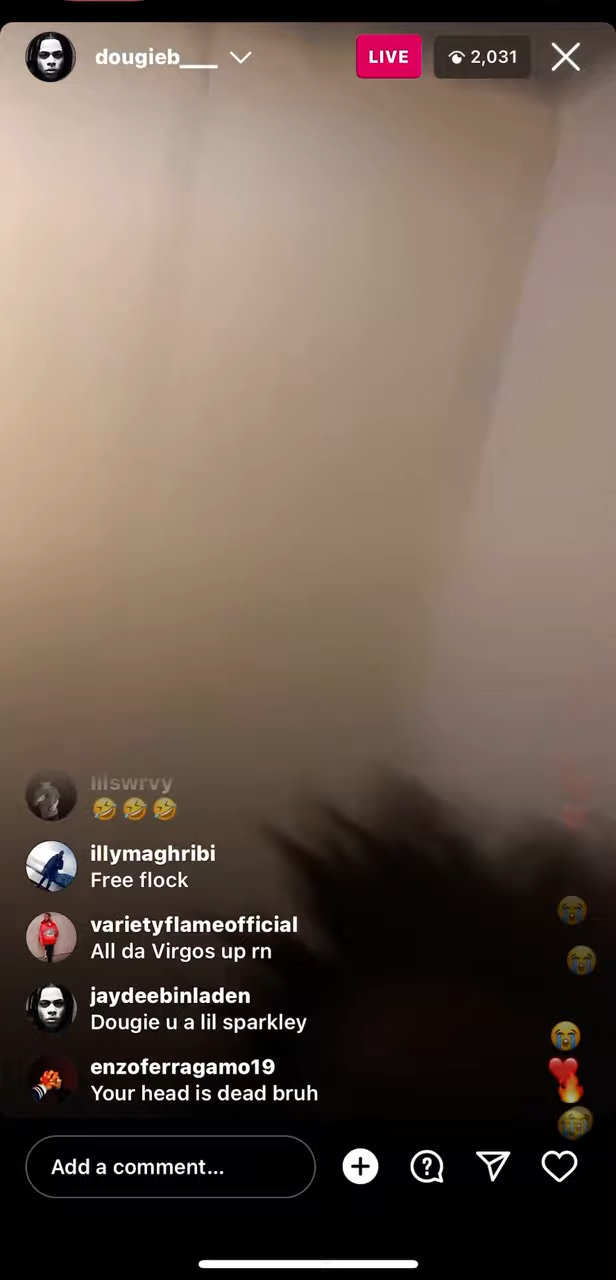 dougieb___
LIVE
2,031
lilswrvy
🤣🤣🤣
illymaghribi
Free flock
varietyflameofficial
All da Virgos up rn
jaydeebinladen
Dougie u a lil sparkley
enzoferragamo19
Your head is dead bruh
Add a comment...